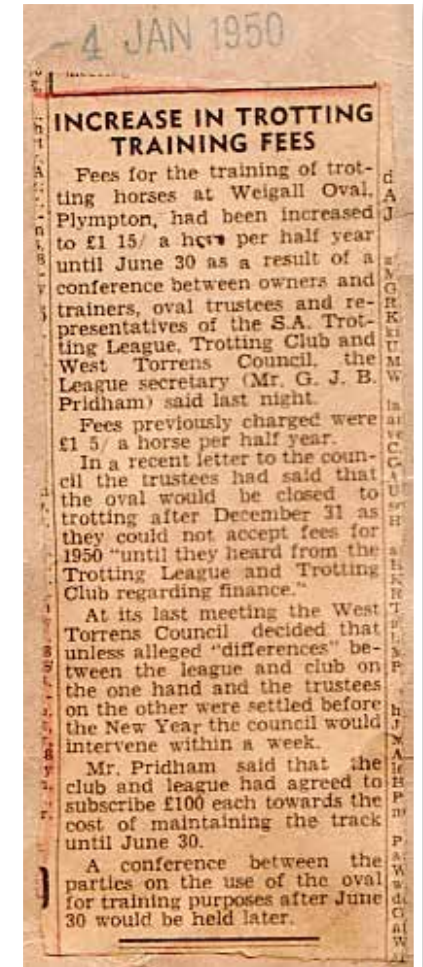 -4 JAN 1950
INCREASE IN TROTTING
TRAINING FEES
Fees for the training of trot-
ting horses at Weigall Oval,
Plympton, had been increased
to £1 15/ a per half year
until June 30 as a result of a
conference between owners and
trainers, oval trustees and re-
presentatives of the S.A. Trot-
ting League, Trotting Club and
West Torrens Council, the
League secretary (Mr. G. J. B.
Pridham) said last night.
Fees previously charged were
£1 5/ a horse per half year.
In a recent letter to the coun-
cil the trustees had said that
the oval would be closed to
trotting after December 31 as
they could not accept fees for
1950 "until they heard from the
Trotting League and Trotting
Club regarding finance."
At its last meeting the West
Torrens Council decided that
unless alleged "differences" be-
tween the league and club on
the one hand and the trustees
on the other were settled before
the New Year the council would
intervene within a week.
Mr. Pridham said that the
club and league had agreed to
subscribe £100 each towards the
cost of maintaining the track
until June 30.
A conference between the
parties on the use of the oval
for training purposes after June
30 would be held later.